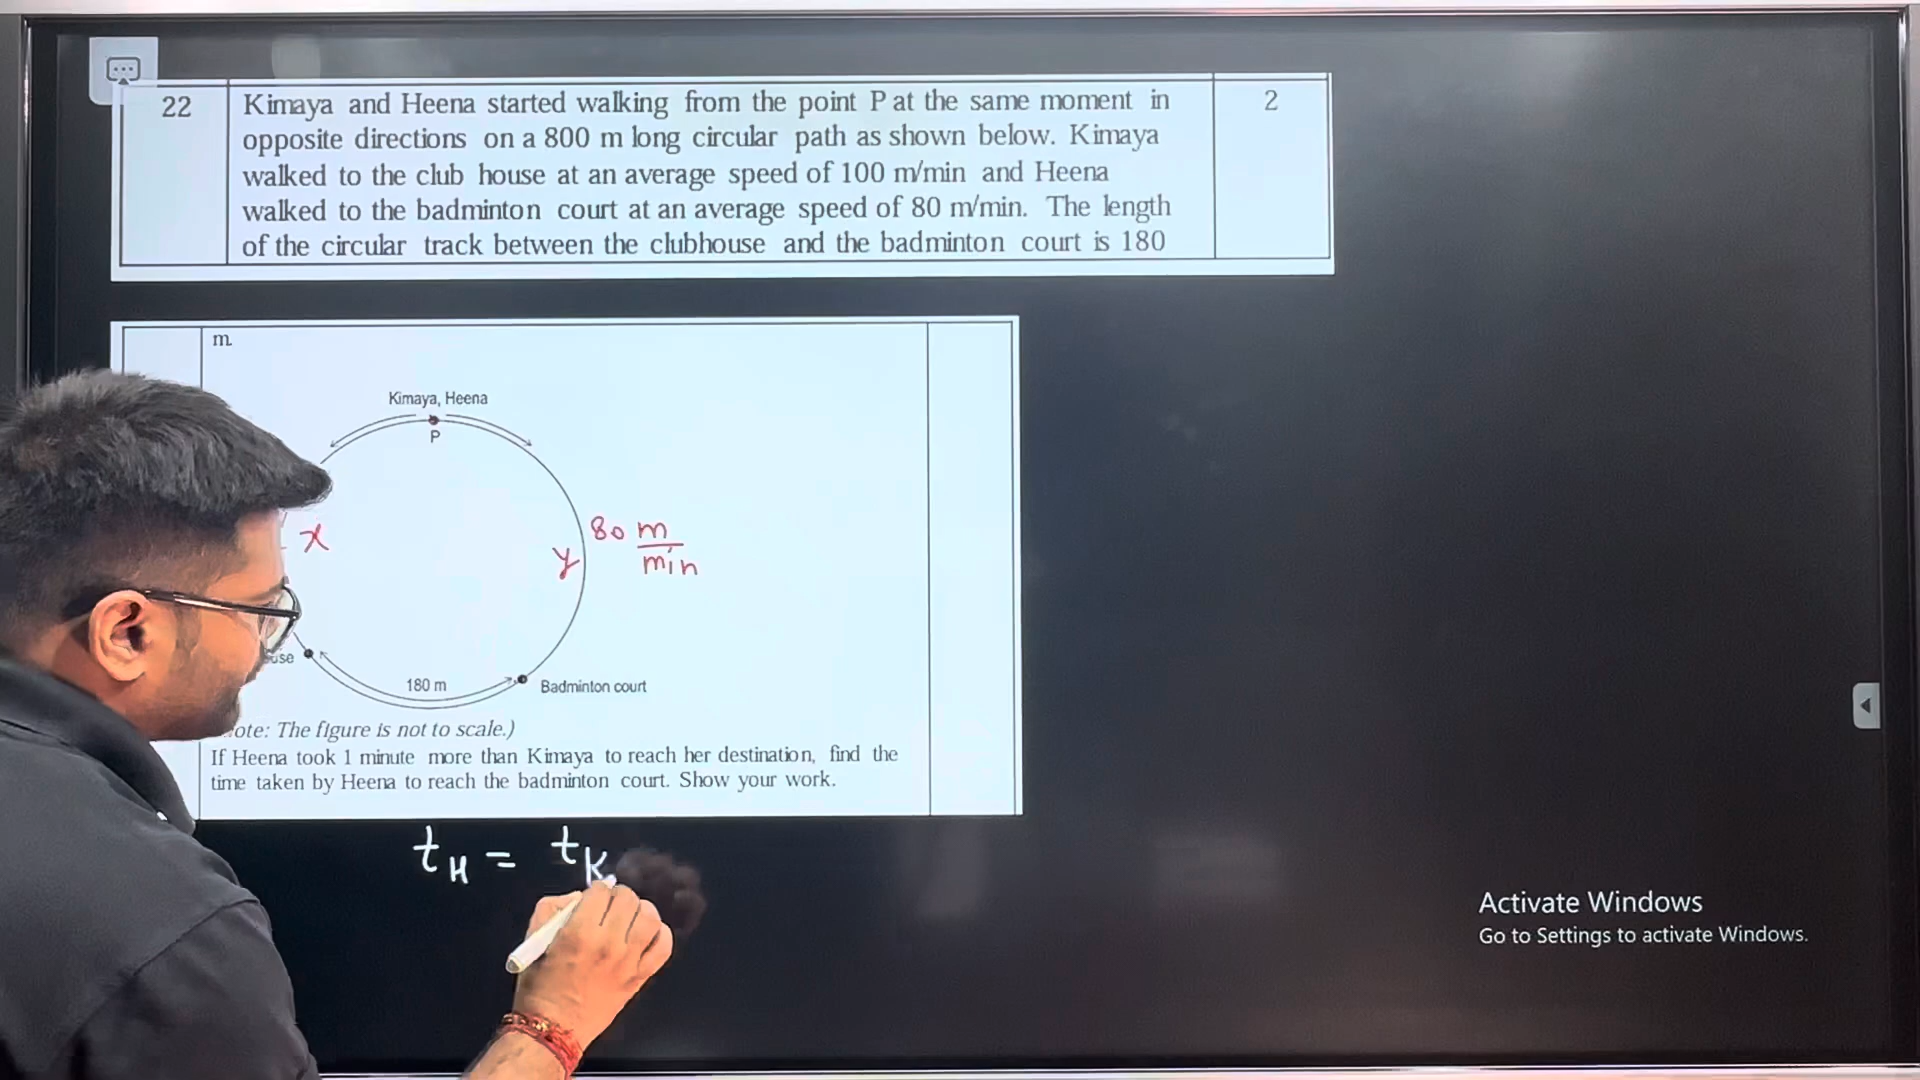 22
Kimaya and Heena started walking from the point P at the same moment in
opposite directions on a 800 m long circular path as shown below. Kimaya
walked to the club house at an average speed of 100 m/min and Heena
walked to the badminton court at an average speed of 80 m/min. The length
of the circular track between the clubhouse and the badminton court is 180
2
m.
Kimaya, Heena
P
x
y
80 m/min
180 m
Badminton court
The figure is not to scale.)
If Heena took 1 minute more than Kimaya to reach her destination, find the
time taken by Heena to reach the badminton court. Show your work.
tH = tK
Activate Windows
Go to Settings to activate Windows.